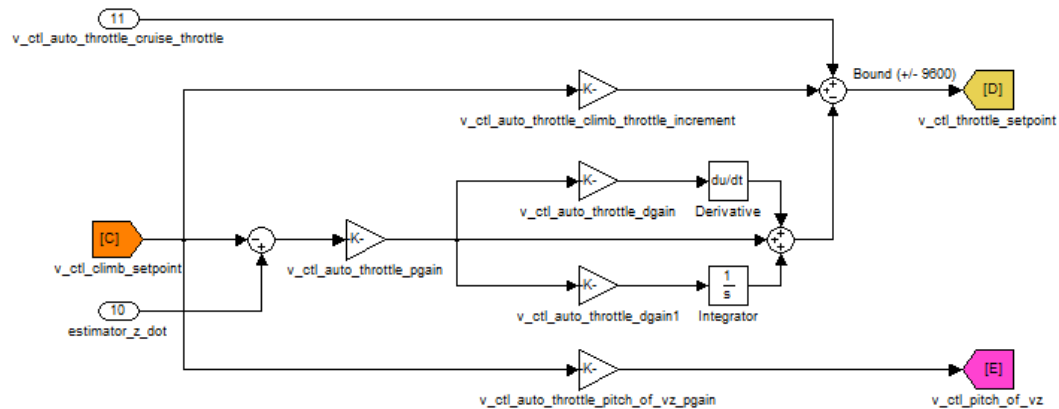 11
v_ctl_auto_throttle_cruise_throttle
Bound (+/- 9600)
[D]
v_ctl_throttle_setpoint
-K-
v_ctl_auto_throttle_climb_throttle_increment
-K-
v_ctl_auto_throttle_dgain
du/dt
Derivative
[C]
v_ctl_climb_setpoint
-K-
v_ctl_auto_throttle_pgain
10
estimator_z_dot
-K-
v_ctl_auto_throttle_dgain1
1
s
Integrator
-K-
v_ctl_auto_throttle_pitch_of_vz_pgain
[E]
v_ctl_pitch_of_vz